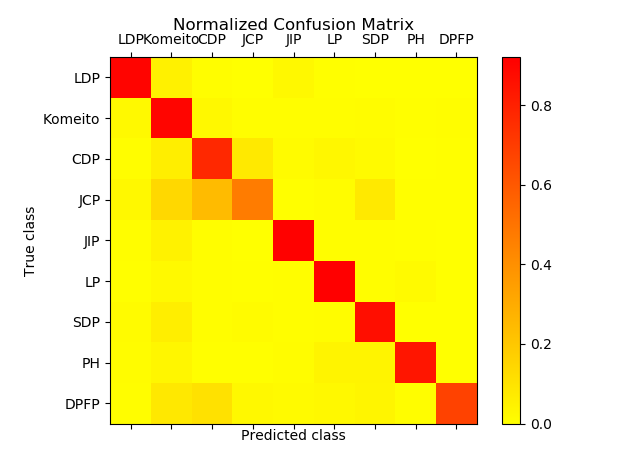 Normalized Confusion Matrix
LDP Komeito CDP JCP JIP LP SDP PH DPFP
LDP
Komeito
CDP
JCP
JIP
LP
SDP
PH
DPFP
True class
Predicted class
0.8
0.6
0.4
0.2
0.0